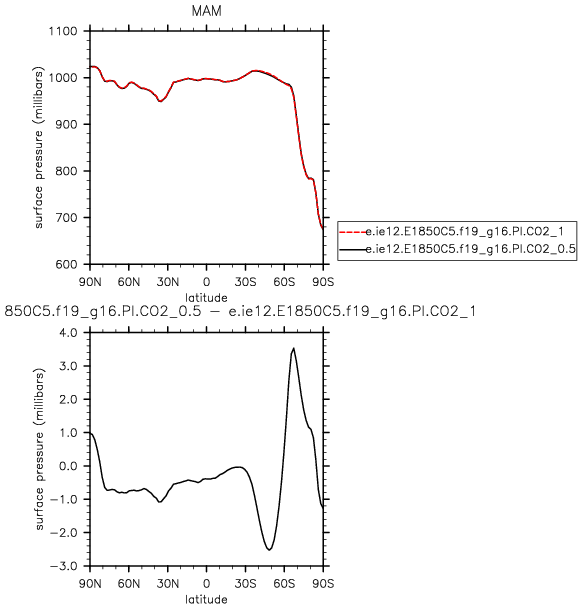 MAM
surface pressure (millibars)
1100
1000
900
800
700
600
90N 60N 30N 0 30S 60S 90S
latitude
e.ie12.E1850C5.f19_g16.PI.CO2_1
e.ie12.E1850C5.f19_g16.PI.CO2_0.5
850C5.f19_g16.PI.CO2_0.5 − e.ie12.E1850C5.f19_g16.PI.CO2_1
surface pressure (millibars)
4.0
3.0
2.0
1.0
0.0
−1.0
−2.0
−3.0
90N 60N 30N 0 30S 60S 90S
latitude